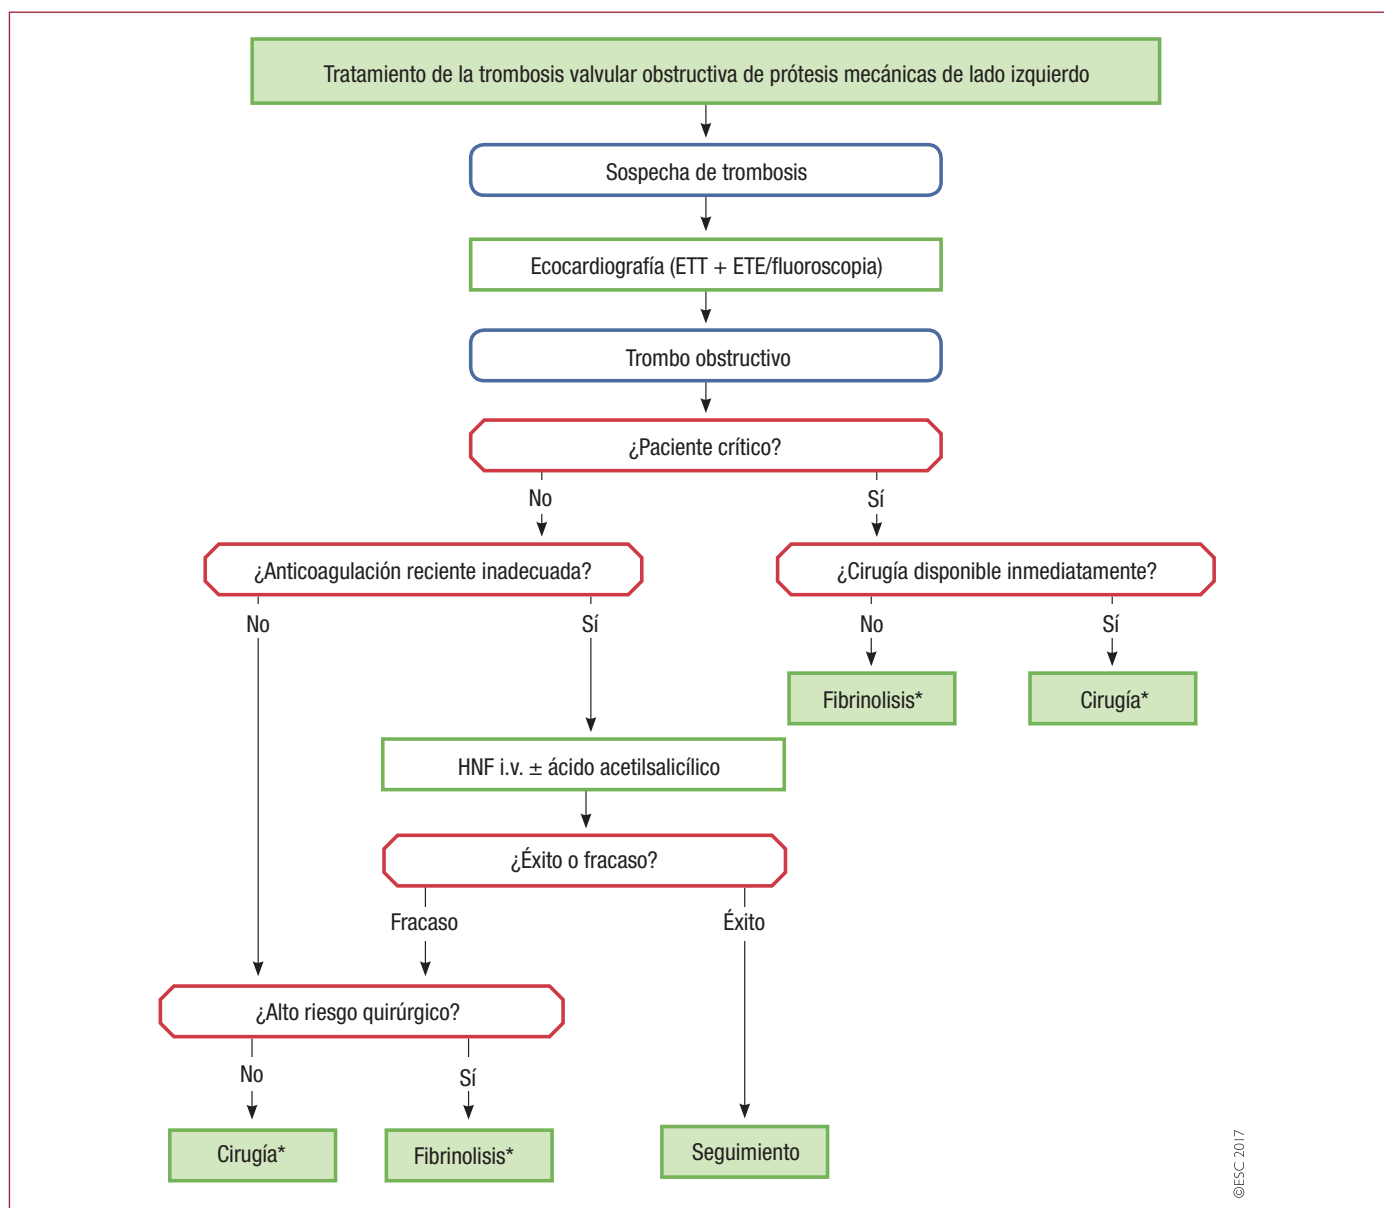 Tratamiento de la trombosis valvular obstructiva de prótesis mecánicas de lado izquierdo
Sospecha de trombosis
Ecocardiografía (ETT + ETE/fluoroscopia)
Trombo obstructivo
¿Paciente crítico?
No
Sí
¿Anticoagulación reciente inadecuada?
¿Cirugía disponible inmediatamente?
No
Sí
No
Sí
Fibrinolisis*
Cirugía*
HNF i.v. ± ácido acetilsalicílico
¿Éxito o fracaso?
Fracaso
Éxito
¿Alto riesgo quirúrgico?
No
Sí
Cirugía*
Fibrinolisis*
Seguimiento
©ESC 2017